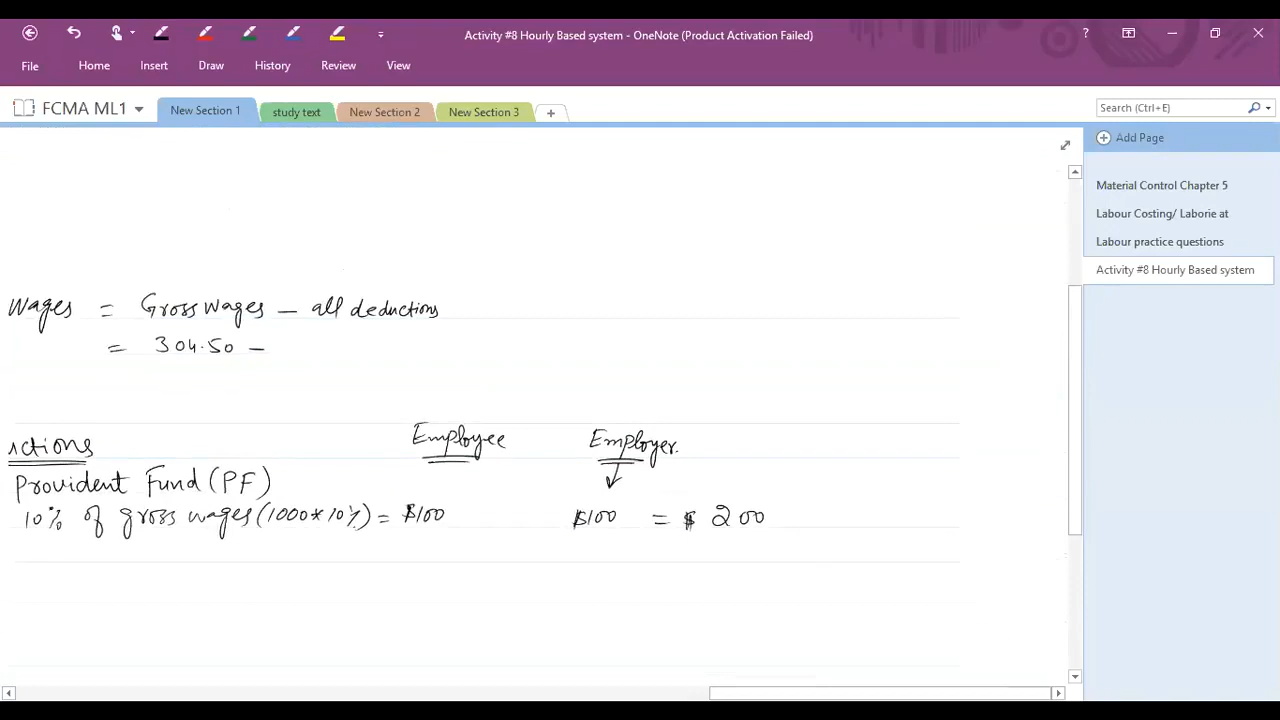 Activity #8 Hourly Based system - OneNote (Product Activation Failed)
?
File Home Insert Draw History Review View
FCMA ML1 New Section 1 study text New Section 2 New Section 3 +
Search (Ctrl+E)
Add Page
Material Control Chapter 5
Labour Costing/ Laborie at
Labour practice questions
Activity #8 Hourly Based system
Wages = Gross wages – all deductions
= 304.50 –
ctions Employee Employer.
Provident Fund (PF)
10% of gross wages (1000*10%) = $100 $100 = $200